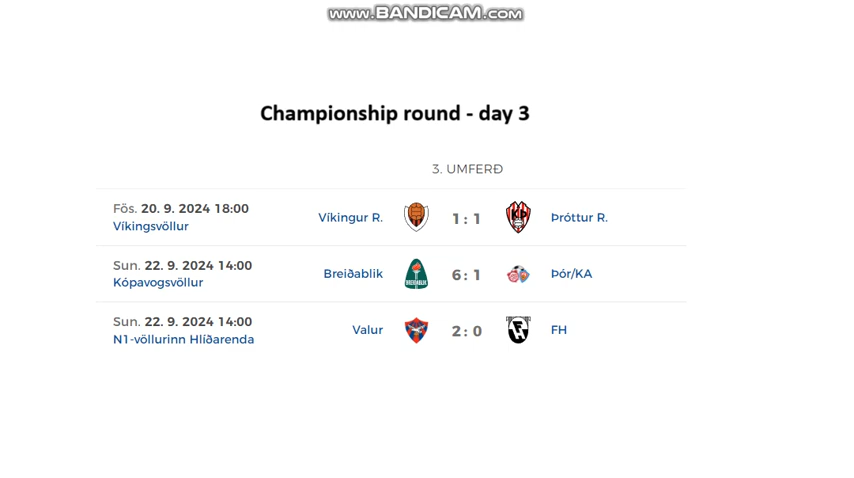 www.BANDICAM.com
Championship round - day 3
3. UMFERÐ
Fös. 20. 9. 2024 18:00
Víkingsvöllur
Víkingur R. 1 : 1 Þróttur R.
Sun. 22. 9. 2024 14:00
Kópavogsvöllur
Breiðablik BREIÐABLIK 6 : 1 Þór/KA
Sun. 22. 9. 2024 14:00
N1-völlurinn Hlíðarenda
Valur 2 : 0 FH